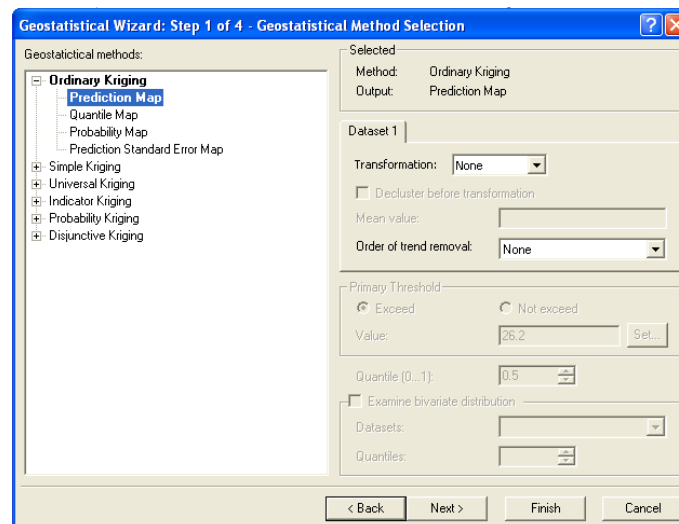 Geostatistical Wizard: Step 1 of 4 - Geostatistical Method Selection
Geostatictical methods:
Ordinary Kriging
Prediction Map
Quantile Map
Probability Map
Prediction Standard Error Map
Simple Kriging
Universal Kriging
Indicator Kriging
Probability Kriging
Disjunctive Kriging
Selected
Method: Ordinary Kriging
Output: Prediction Map
Dataset 1
Transformation: None
Decluster before transformation
Mean value:
Order of trend removal: None
Primary Threshold
Exceed Not exceed
Value: 26.2 Set...
Quantile (0...1): 0.5
Examine bivariate distribution
Datasets:
Quantiles:
< Back Next > Finish Cancel